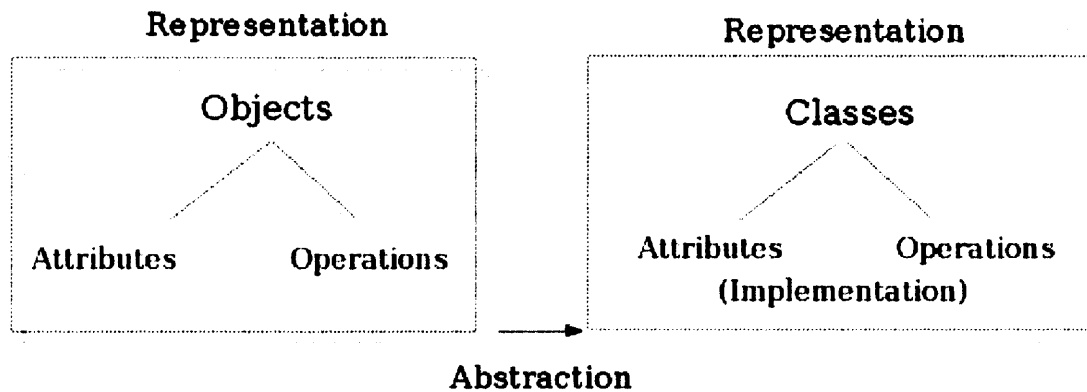 Representation
Objects
Attributes Operations
Representation
Classes
Attributes Operations
(Implementation)
Abstraction